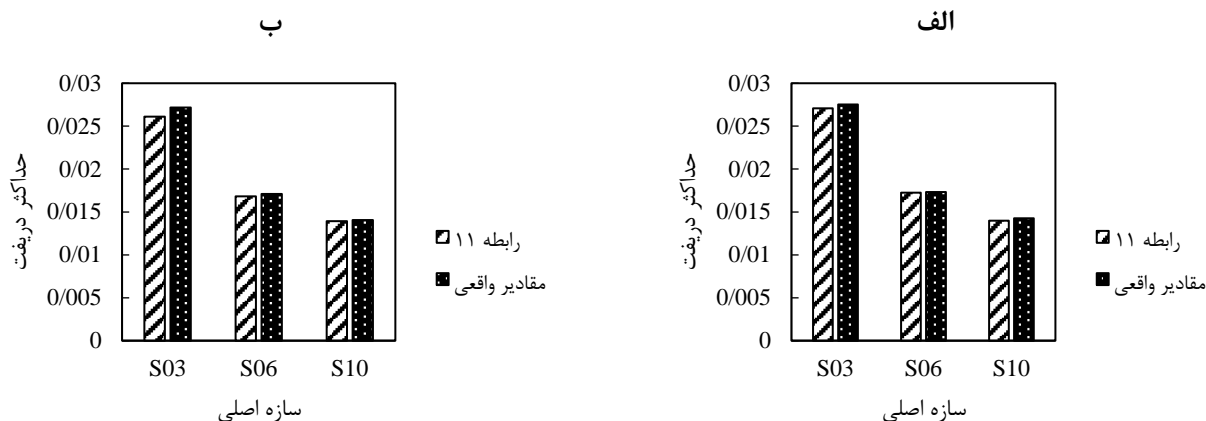 الف
0/03
0/025
0/02
0/015
0/01
0/005
0
حداکثر دریفت
S03 S06 S10
سازه اصلی
رابطه ۱۱
مقادیر واقعی
ب
0/03
0/025
0/02
0/015
0/01
0/005
0
حداکثر دریفت
S03 S06 S10
سازه اصلی
رابطه ۱۱
مقادیر واقعی